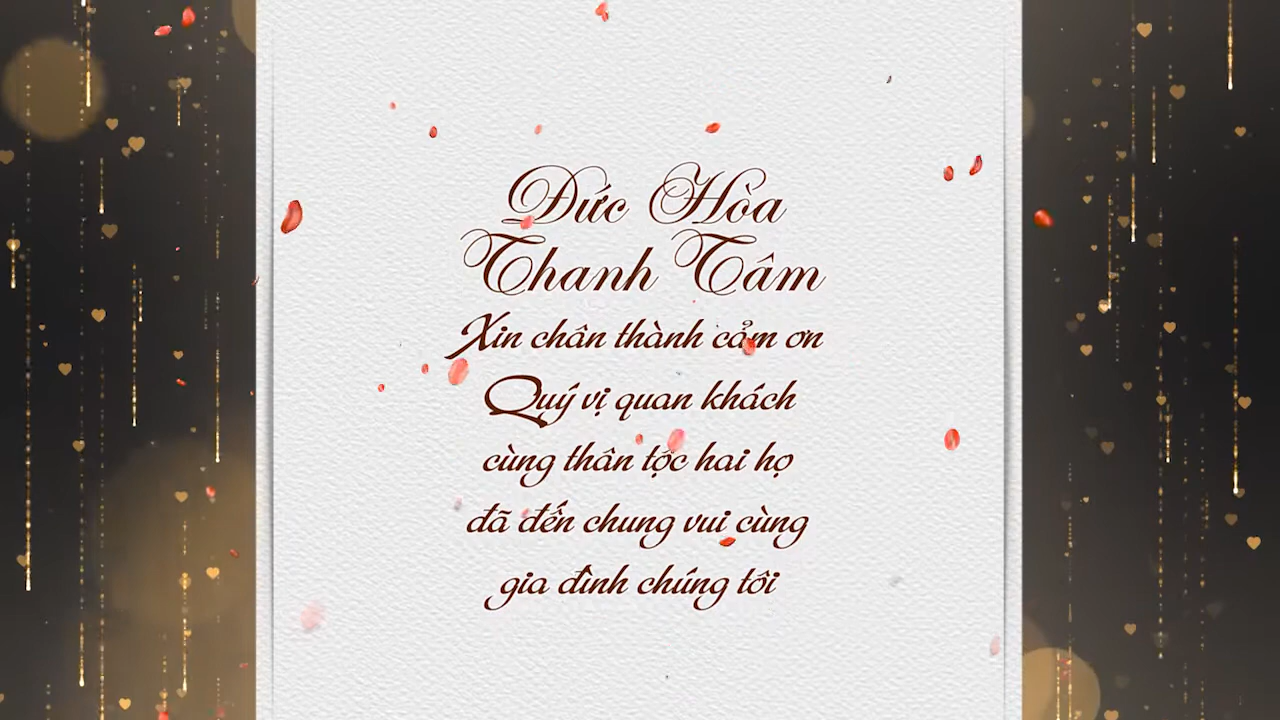 Đức Hòa
Thanh Tâm
Xin chân thành cảm ơn
Quý vị quan khách
cùng thân tộc hai họ
đã đến chung vui cùng
gia đình chúng tôi